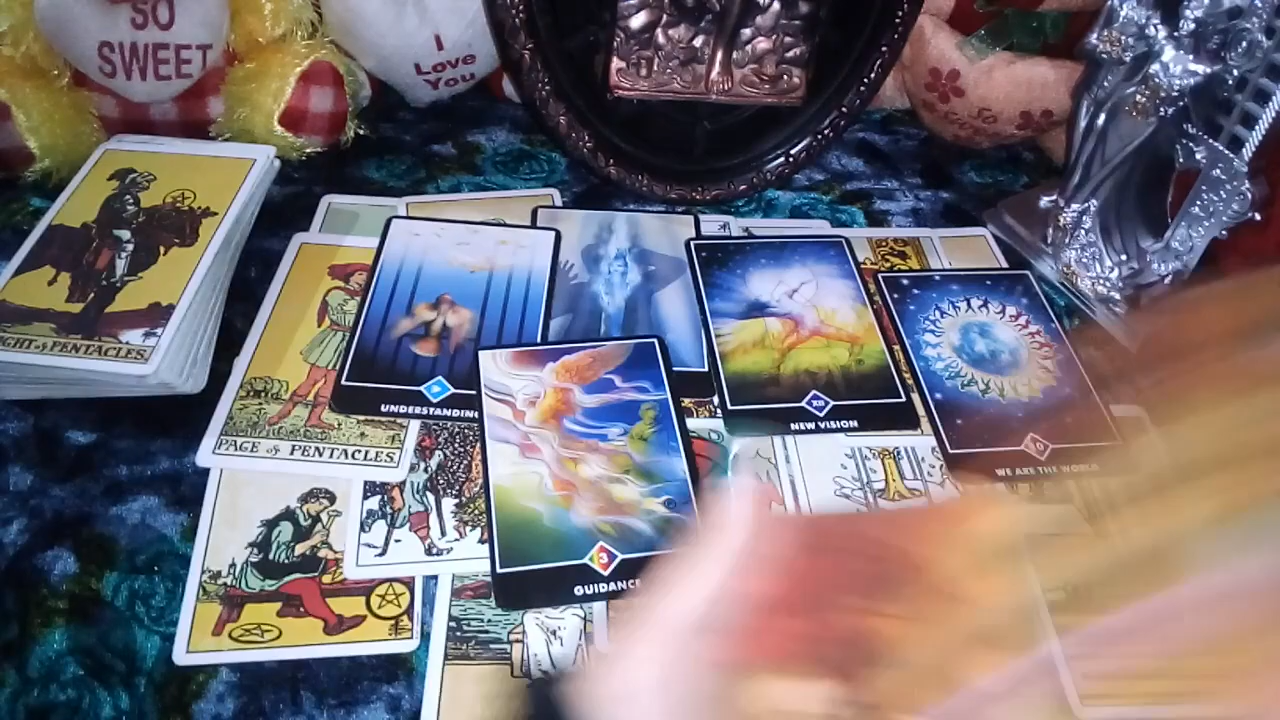 SO
SWEET
I
Love
You
SO
KNIGHT of PENTACLES.
PAGE of PENTACLES.
UNDERSTANDING
XII
NEW VISION
0
WE ARE THE WORLD
3
GUIDANCE